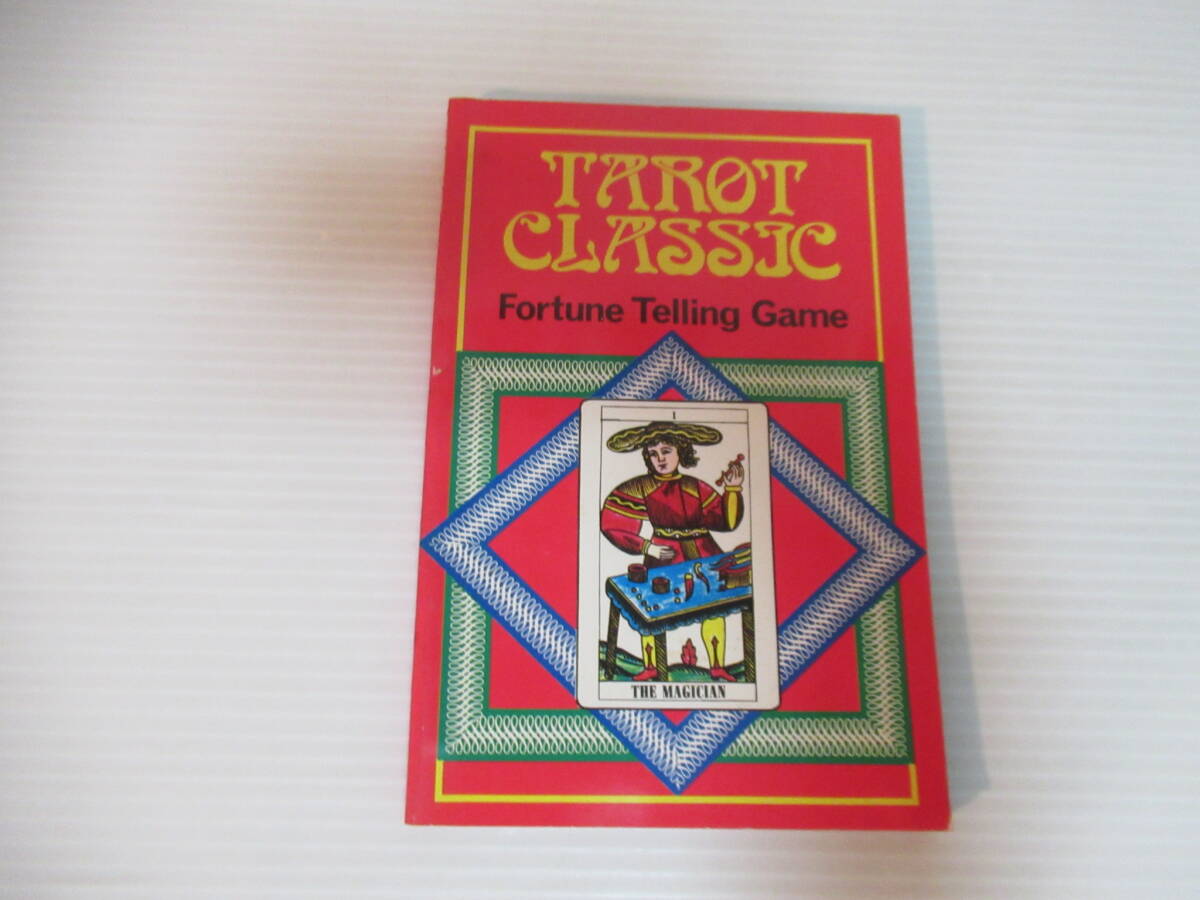 TAROT
CLASSIC
Fortune Telling Game
I
THE MAGICIAN